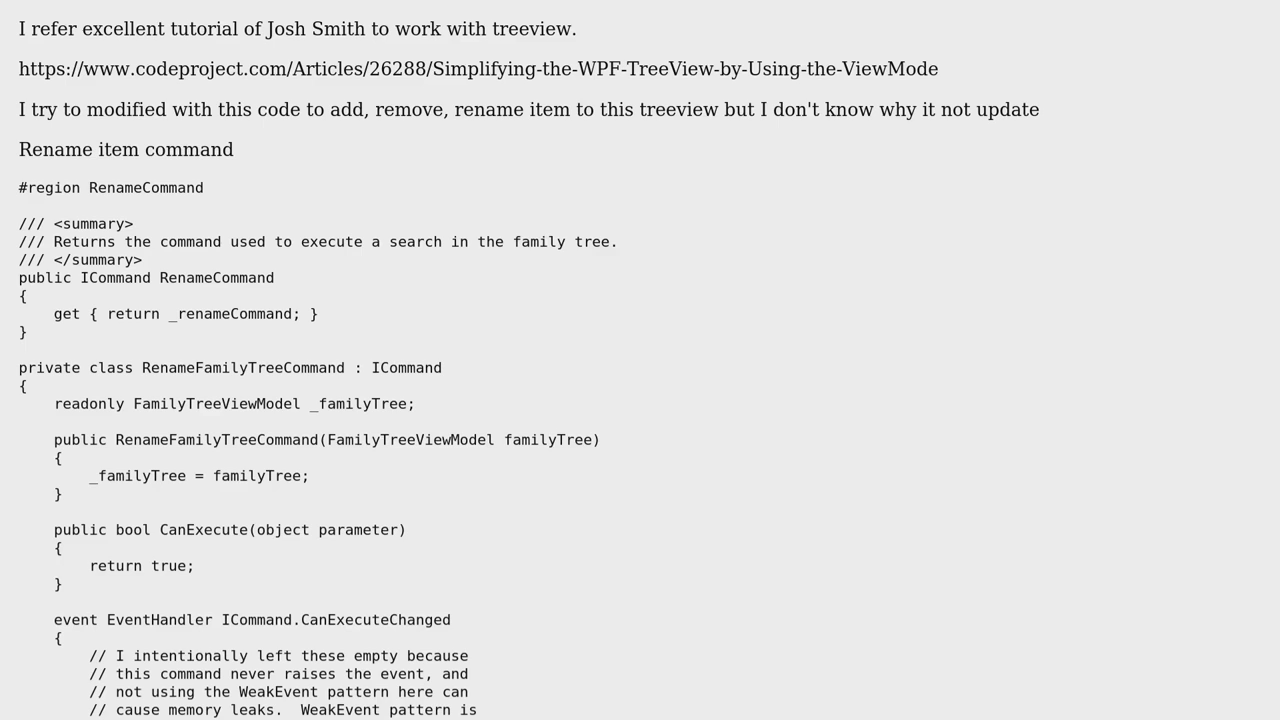 I refer excellent tutorial of Josh Smith to work with treeview.
https://www.codeproject.com/Articles/26288/Simplifying-the-WPF-TreeView-by-Using-the-ViewMode
I try to modified with this code to add, remove, rename item to this treeview but I don't know why it not update
Rename item command
#region RenameCommand
/// <summary>
/// Returns the command used to execute a search in the family tree.
/// </summary>
public ICommand RenameCommand
{
    get { return _renameCommand; }
}
private class RenameFamilyTreeCommand : ICommand
{
    readonly FamilyTreeViewModel _familyTree;
    public RenameFamilyTreeCommand(FamilyTreeViewModel familyTree)
    {
        _familyTree = familyTree;
    }
    public bool CanExecute(object parameter)
    {
        return true;
    }
    event EventHandler ICommand.CanExecuteChanged
    {
        // I intentionally left these empty because
        // this command never raises the event, and
        // not using the WeakEvent pattern here can
        // cause memory leaks.  WeakEvent pattern is